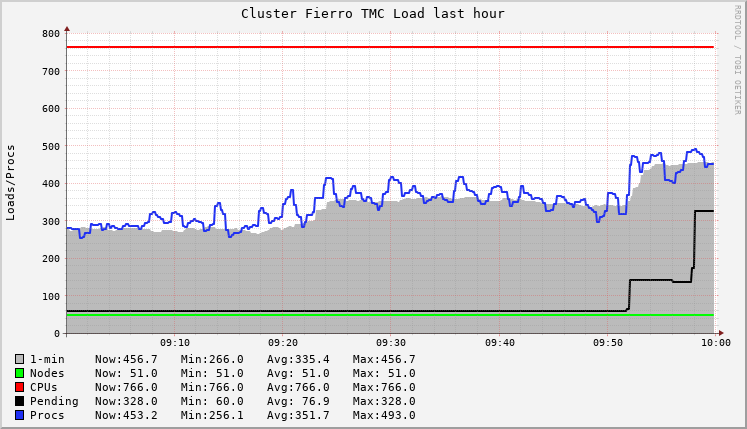 Cluster Fierro TMC Load last hour
RRDTOOL / TOBI OETIKER
Loads/Procs
800
700
600
500
400
300
200
100
0
09:10 09:20 09:30 09:40 09:50 10:00
1-min Now:456.7 Min:266.0 Avg:335.4 Max:456.7
Nodes Now: 51.0 Min: 51.0 Avg: 51.0 Max: 51.0
CPUs Now:766.0 Min:766.0 Avg:766.0 Max:766.0
Pending Now:328.0 Min: 60.0 Avg: 76.9 Max:328.0
Procs Now:453.2 Min:256.1 Avg:351.7 Max:493.0